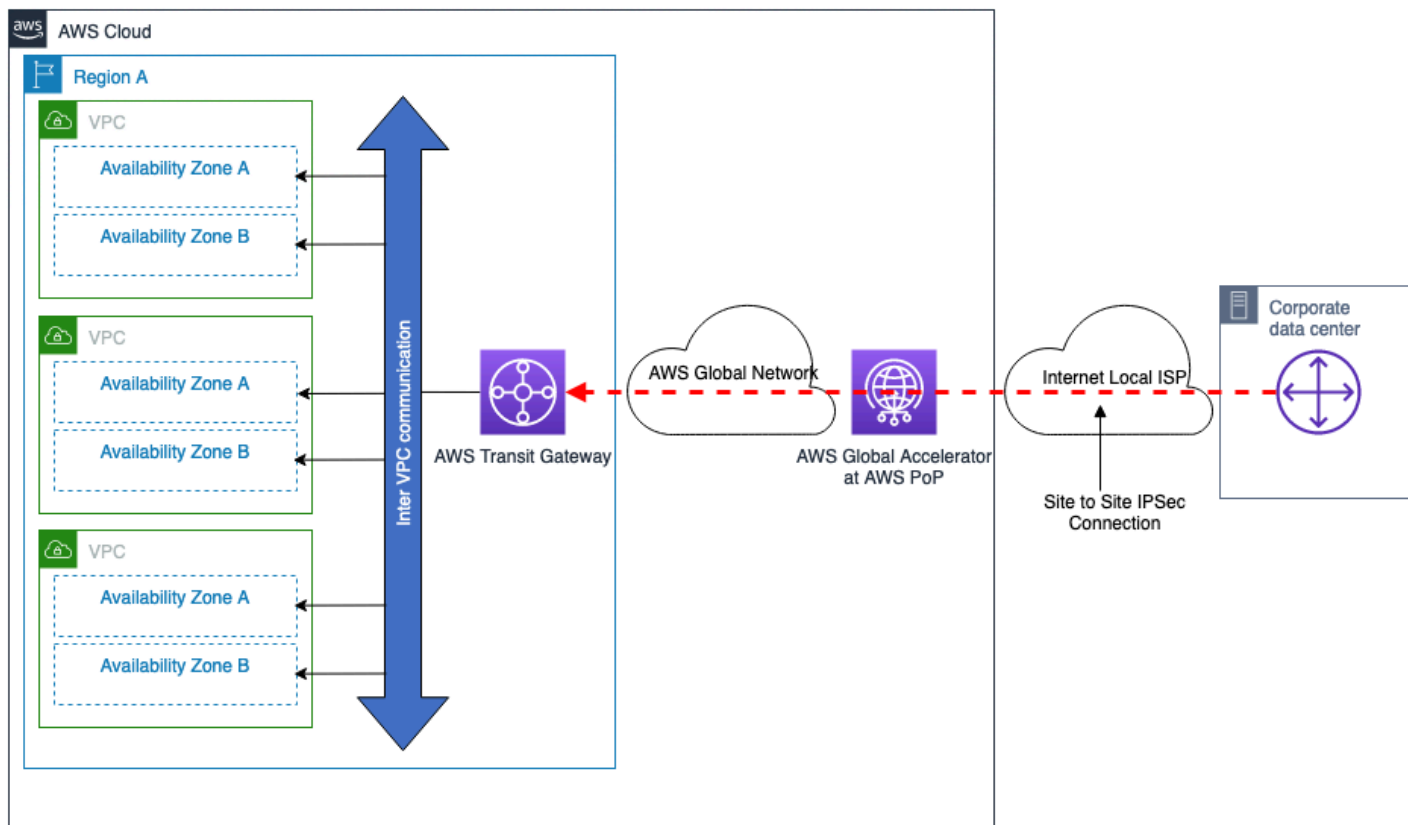 aws
AWS Cloud
Region A
VPC
Availability Zone A
Availability Zone B
VPC
Availability Zone A
Availability Zone B
VPC
Availability Zone A
Availability Zone B
Inter VPC communication
AWS Transit Gateway
AWS Global Network
AWS Global Accelerator
at AWS PoP
Internet Local ISP
Site to Site IPSec
Connection
Corporate
data center